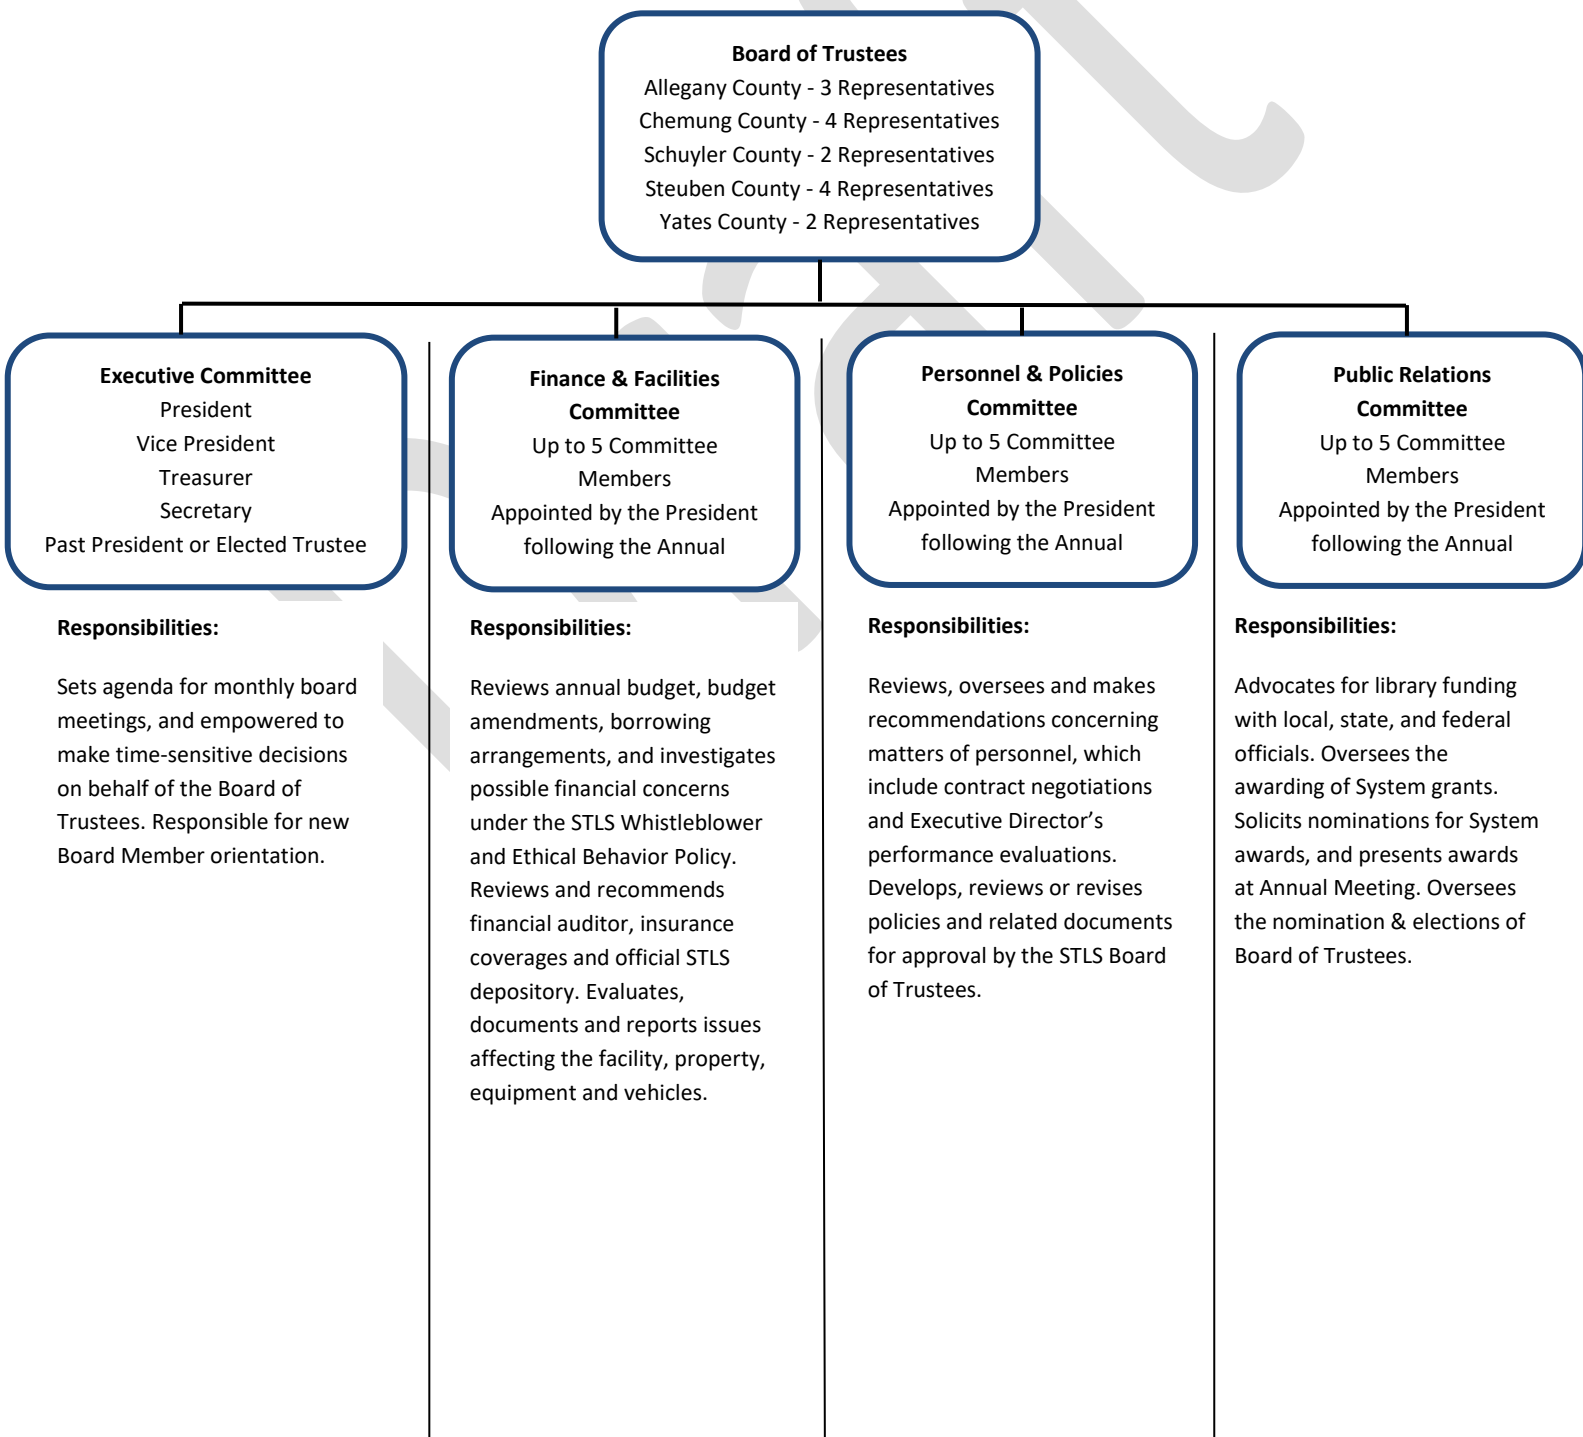 Board of Trustees
Allegany County - 3 Representatives
Chemung County - 4 Representatives
Schuyler County - 2 Representatives
Steuben County - 4 Representatives
Yates County - 2 Representatives
Executive Committee
President
Vice President
Treasurer
Secretary
Past President or Elected Trustee
Responsibilities:
Sets agenda for monthly board
meetings, and empowered to
make time-sensitive decisions
on behalf of the Board of
Trustees. Responsible for new
Board Member orientation.
Finance & Facilities
Committee
Up to 5 Committee
Members
Appointed by the President
following the Annual
Responsibilities:
Reviews annual budget, budget
amendments, borrowing
arrangements, and investigates
possible financial concerns
under the STLS Whistleblower
and Ethical Behavior Policy.
Reviews and recommends
financial auditor, insurance
coverages and official STLS
depository. Evaluates,
documents and reports issues
affecting the facility, property,
equipment and vehicles.
Personnel & Policies
Committee
Up to 5 Committee
Members
Appointed by the President
following the Annual
Responsibilities:
Reviews, oversees and makes
recommendations concerning
matters of personnel, which
include contract negotiations
and Executive Director’s
performance evaluations.
Develops, reviews or revises
policies and related documents
for approval by the STLS Board
of Trustees.
Public Relations
Committee
Up to 5 Committee
Members
Appointed by the President
following the Annual
Responsibilities:
Advocates for library funding
with local, state, and federal
officials. Oversees the
awarding of System grants.
Solicits nominations for System
awards, and presents awards
at Annual Meeting. Oversees
the nomination & elections of
Board of Trustees.